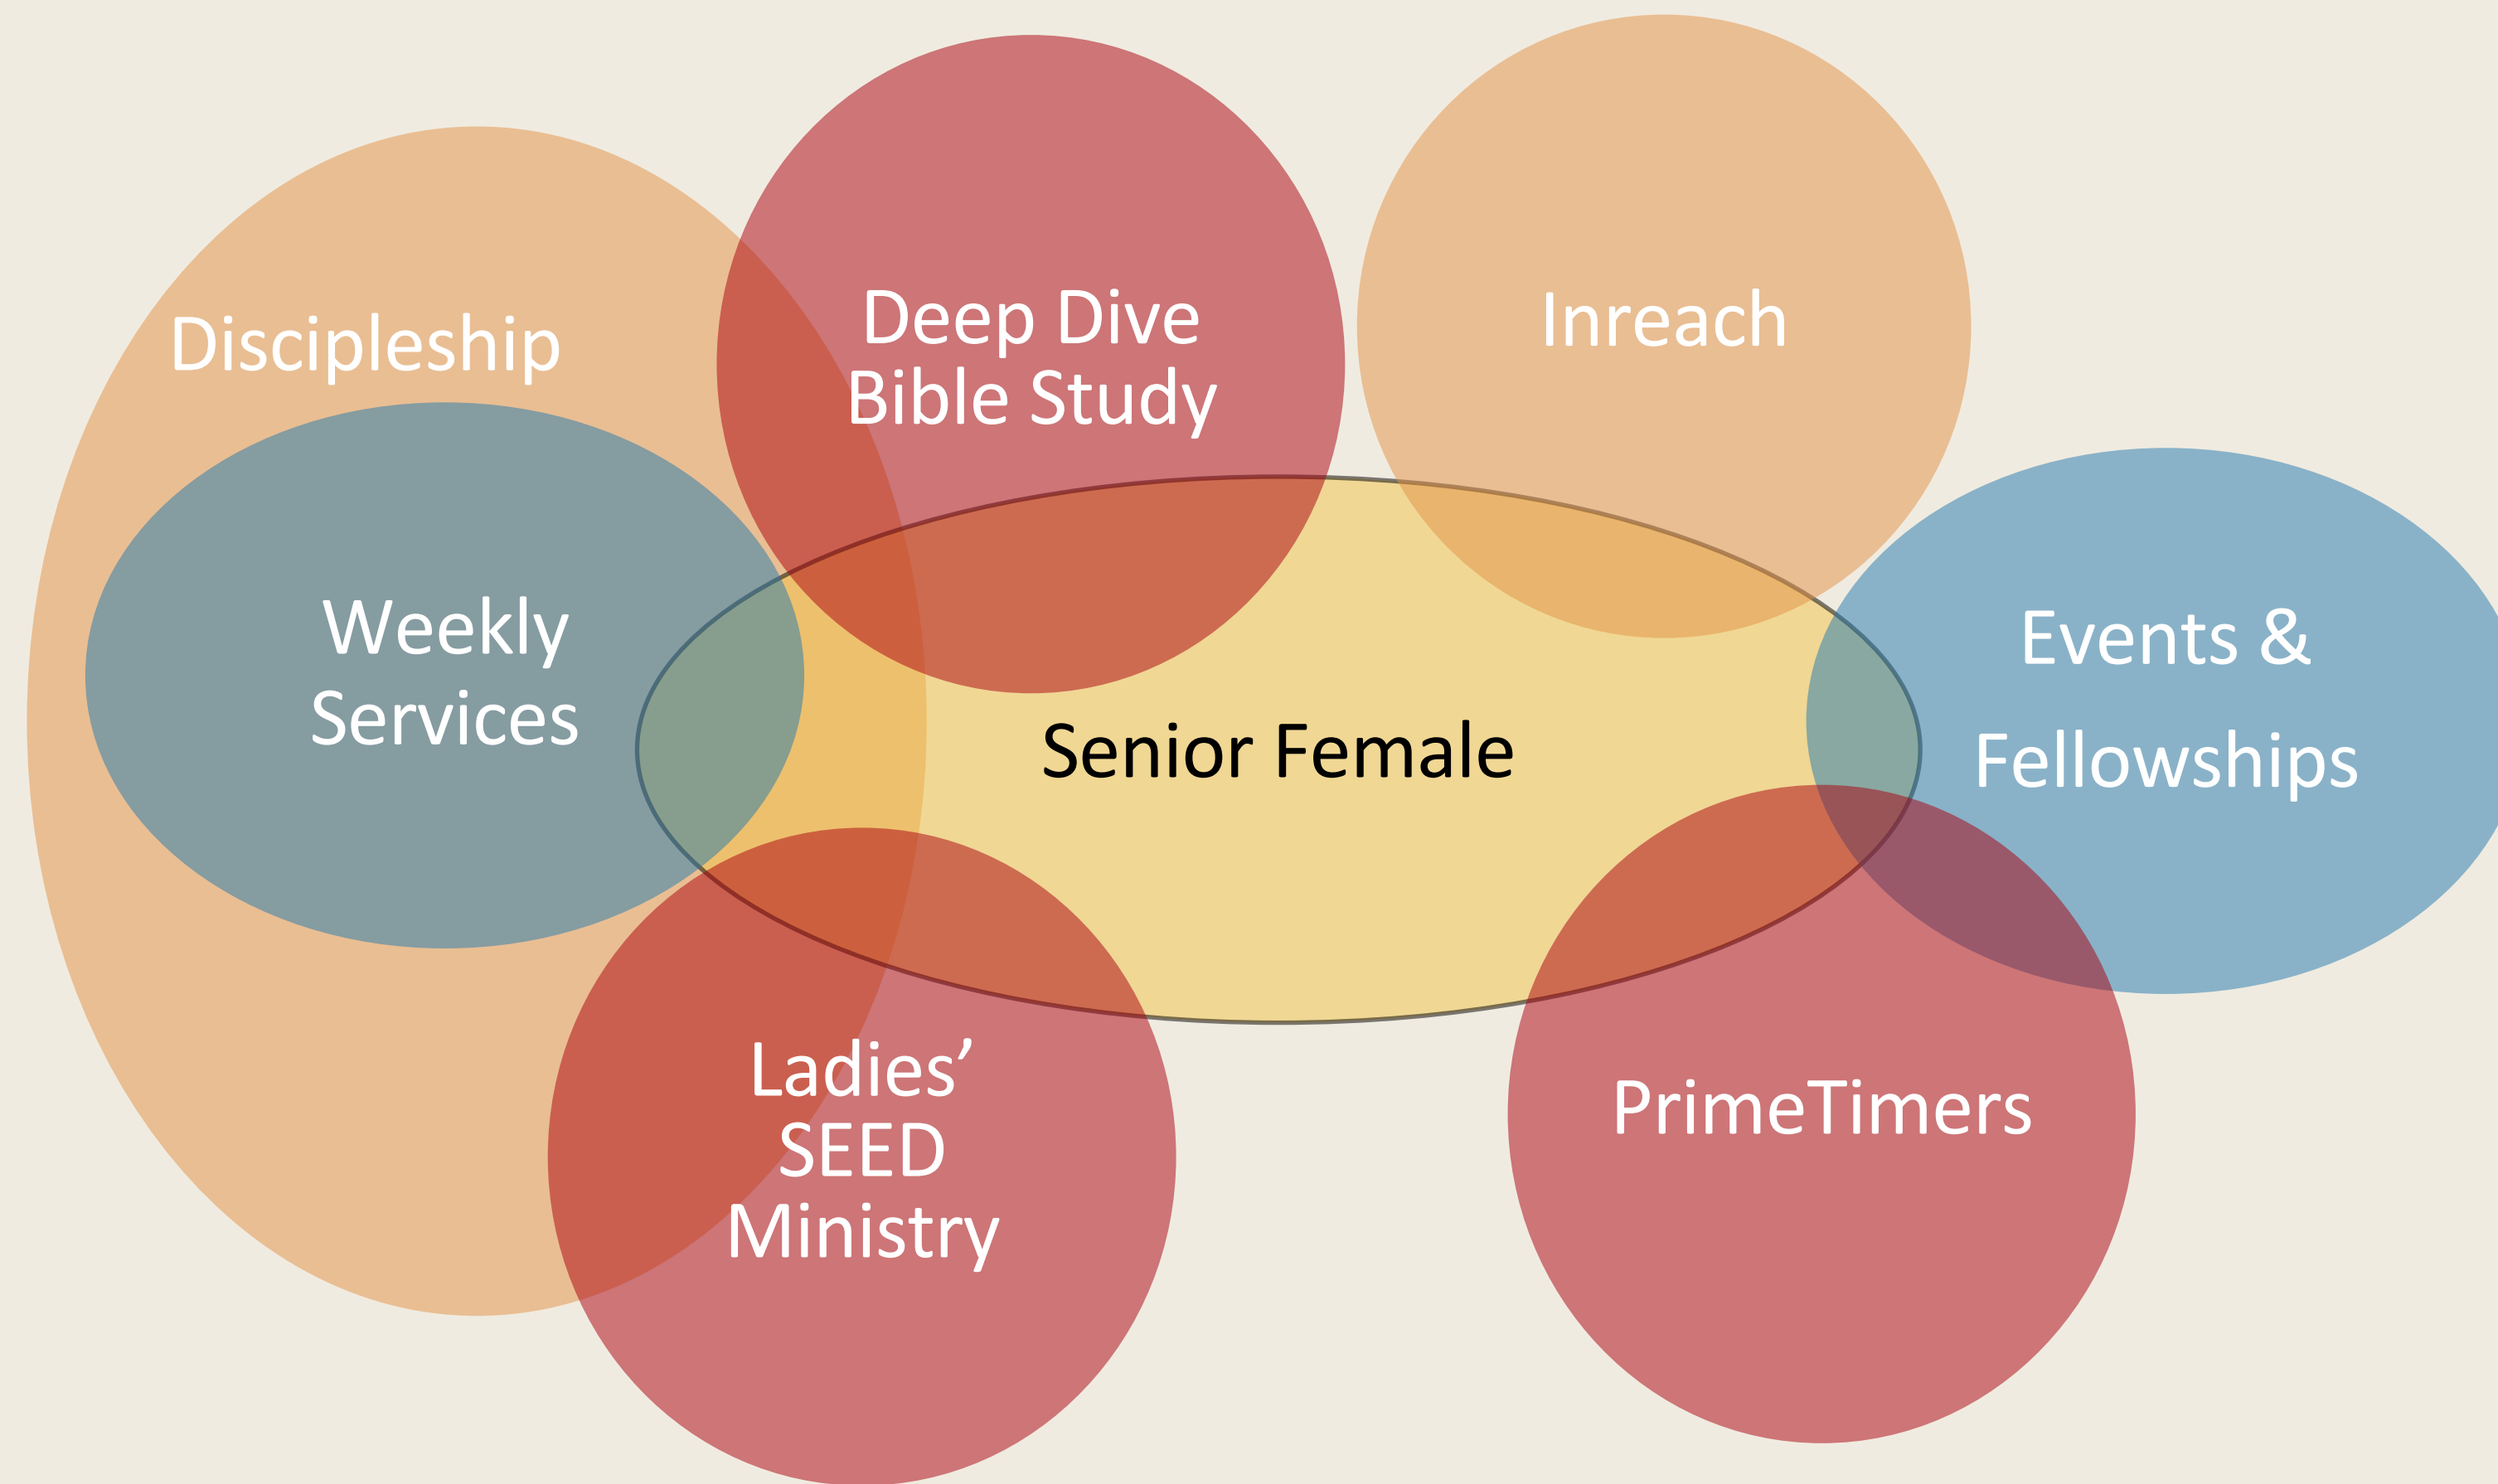 Discipleship
Deep Dive
Bible Study
Inreach
Weekly
Services
Senior Female
Events &
Fellowships
Ladies’
SEED
Ministry
PrimeTimers